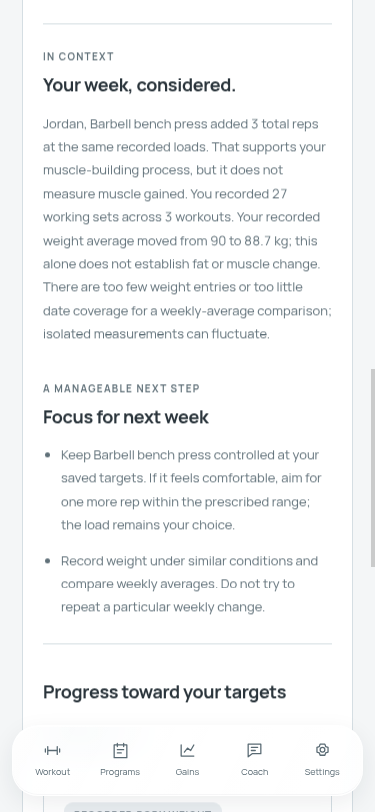 IN CONTEXT
Your week, considered.
Jordan, Barbell bench press added 3 total reps
at the same recorded loads. That supports your
muscle-building process, but it does not
measure muscle gained. You recorded 27
working sets across 3 workouts. Your recorded
weight average moved from 90 to 88.7 kg; this
alone does not establish fat or muscle change.
There are too few weight entries or too little
date coverage for a weekly-average comparison;
isolated measurements can fluctuate.
A MANAGEABLE NEXT STEP
Focus for next week
Keep Barbell bench press controlled at your
saved targets. If it feels comfortable, aim for
one more rep within the prescribed range;
the load remains your choice.
Record weight under similar conditions and
compare weekly averages. Do not try to
repeat a particular weekly change.
Progress toward your targets
Workout Programs Gains Coach Settings